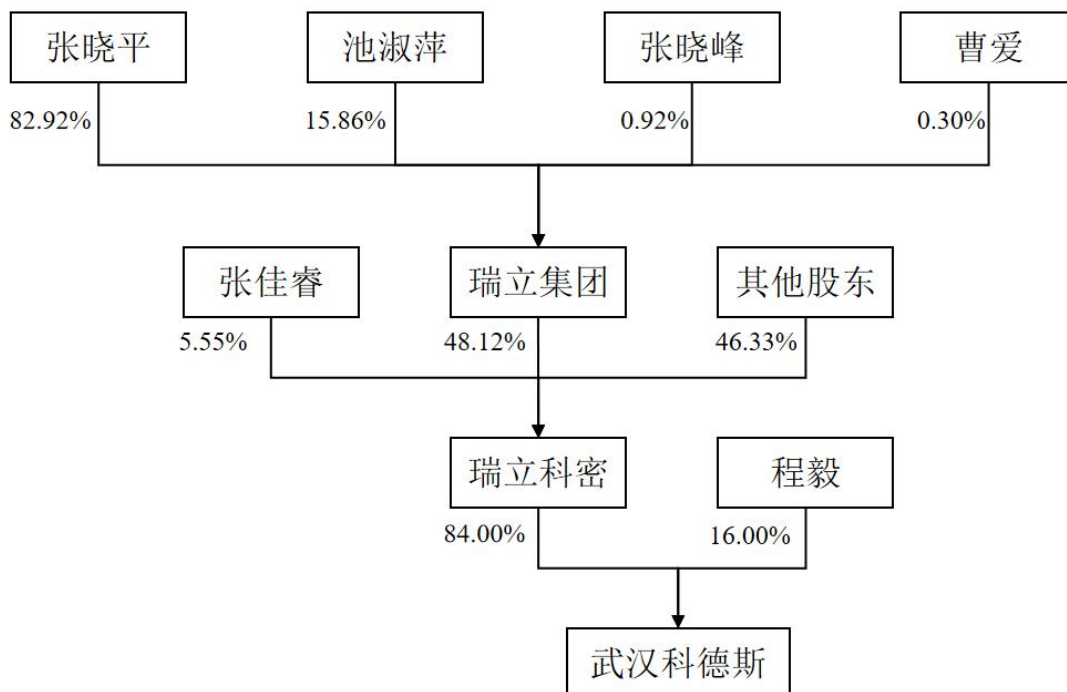 张晓平 池淑萍 张晓峰 曹爱
82.92% 15.86% 0.92% 0.30%
张佳睿 瑞立集团 其他股东
5.55% 48.12% 46.33%
瑞立科密 程毅
84.00% 16.00%
武汉科德斯